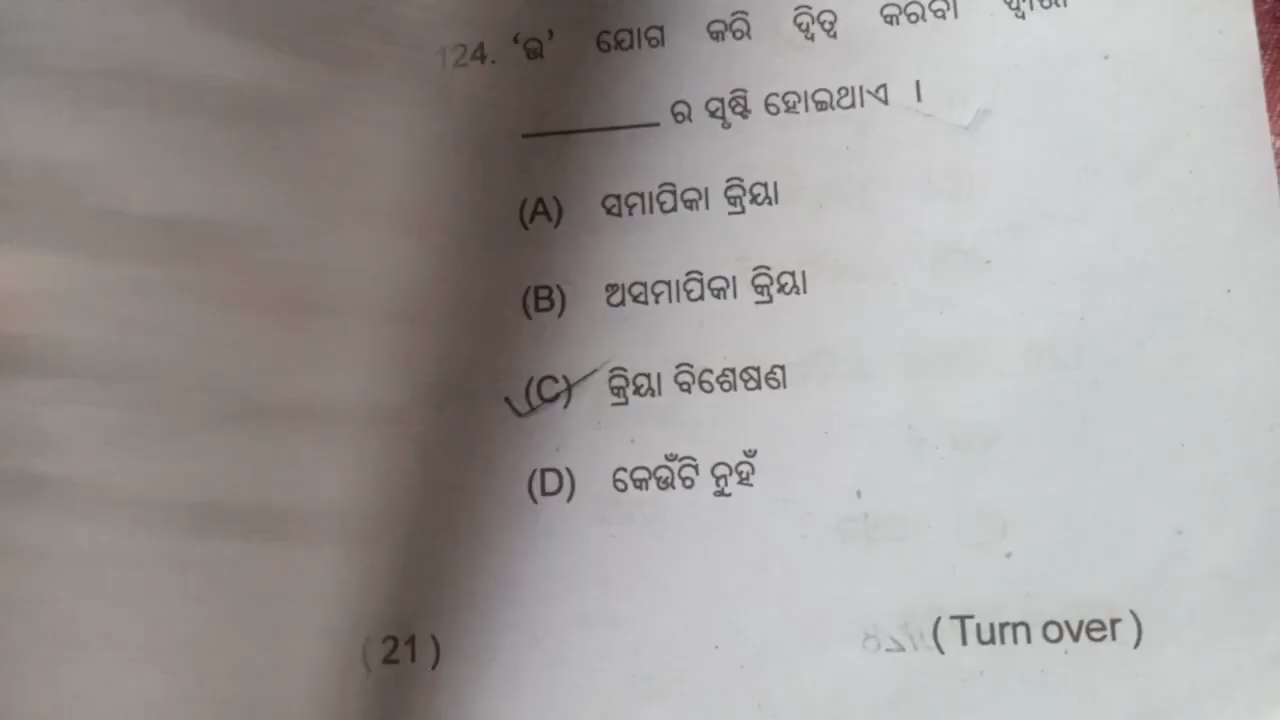 124. ‘ଉ’ ଯୋଗ କରି ଦ୍ୱିତ୍ୱ କରିବା ଦ୍ୱାରା
________ ର ସୃଷ୍ଟି ହୋଇଥାଏ ।
(A) ସମାପିକା କ୍ରିୟା
(B) ଅସମାପିକା କ୍ରିୟା
(C) କ୍ରିୟା ବିଶେଷଣ
(D) କେଉଁଟି ନୁହଁ
(21) (Turn over)